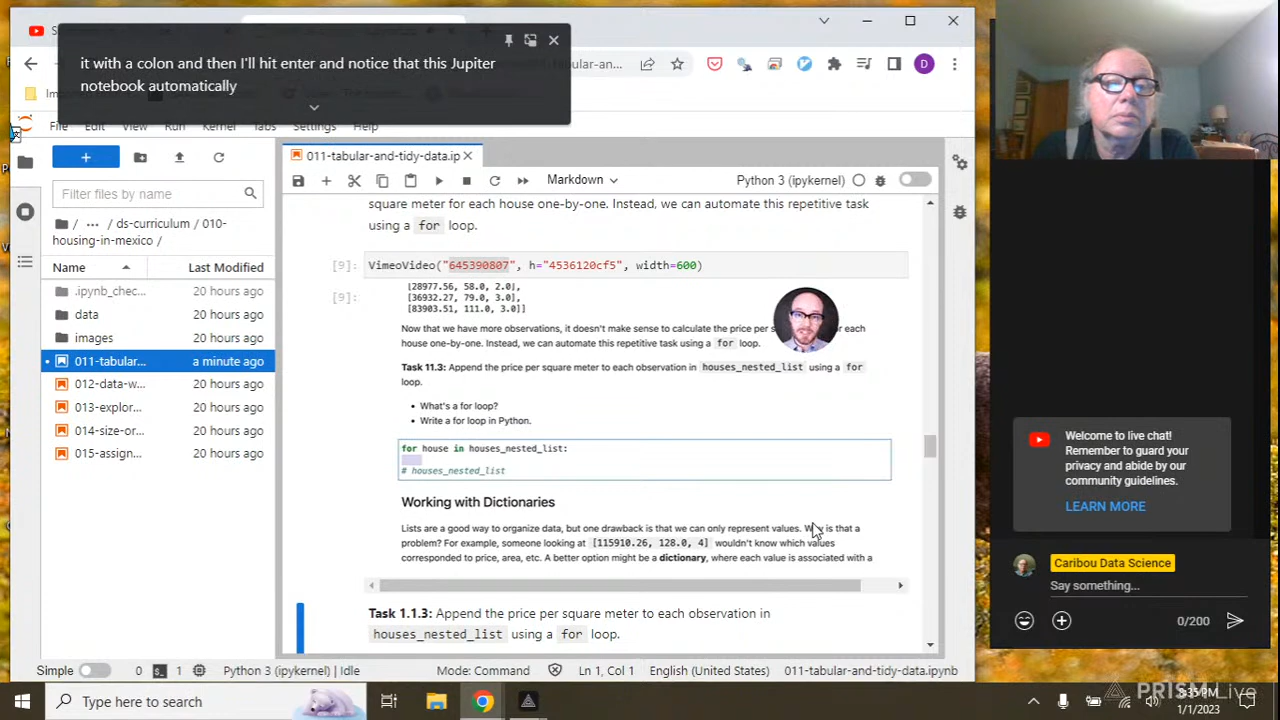 it with a colon and then I'll hit enter and notice that this Jupiter
notebook automatically
D
File Edit View Run Kernel Tabs Settings Help
011-tabular-and-tidy-data.ip
Markdown
Python 3 (ipykernel)
Filter files by name
/ ... ds-curriculum / 010-
housing-in-mexico /
Name Last Modified
.ipynb_chec... 20 hours ago
data 20 hours ago
images 20 hours ago
011-tabular... a minute ago
012-data-w... 20 hours ago
013-explor... 20 hours ago
014-size-or... 20 hours ago
015-assign... 20 hours ago
square meter for each house one-by-one. Instead, we can automate this repetitive task
using a for loop.
[9]: VimeoVideo("645390807", h="4536120cf5", width=600)
[9]:
[28977.56, 58.0, 2.0],
[36932.27, 79.0, 3.0],
[83903.51, 111.0, 3.0]]
Now that we have more observations, it doesn't make sense to calculate the price per s each
house one-by-one. Instead, we can automate this repetitive task using a for loop.
Task 11.3: Append the price per square meter to each observation in houses_nested_list using a for
loop.
• What's a for loop?
• Write a for loop in Python.
for house in houses_nested_list:
# houses_nested_list
Working with Dictionaries
Lists are a good way to organize data, but one drawback is that we can only represent values. Why is that a
problem? For example, someone looking at [115910.26, 128.0, 4] wouldn't know which values
corresponded to price, area, etc. A better option might be a dictionary, where each value is associated with a
Task 1.1.3: Append the price per square meter to each observation in
houses_nested_list using a for loop.
Simple 0 1 Python 3 (ipykernel) | Idle Mode: Command Ln 1, Col 1 English (United States) 011-tabular-and-tidy-data.ipynb
Welcome to live chat!
Remember to guard your
privacy and abide by our
community guidelines.
LEARN MORE
Caribou Data Science
Say something...
0/200
Type here to search
PRISM Live
5:35 PM
1/1/2023